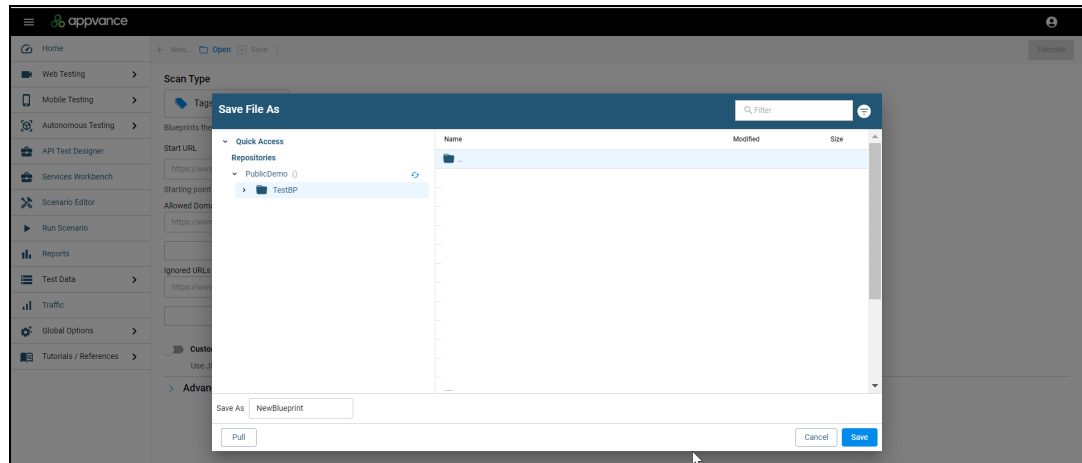 appvance
Home
Web Testing
Mobile Testing
Autonomous Testing
API Test Designer
Services Workbench
Scenario Editor
Run Scenario
Reports
Test Data
Traffic
Global Options
Tutorials / References
+ New... Open Save
Execute
Scan Type
Tags
Blueprints the
Start URL
https://www
Starting point
Allowed Doma
https://www
Ignored URLs
https://www
Custo
Use JS
Advan
Save File As
Filter
Quick Access
Repositories
PublicDemo ()
TestBP
Name Modified Size
..
Save As NewBlueprint
Pull
Cancel Save